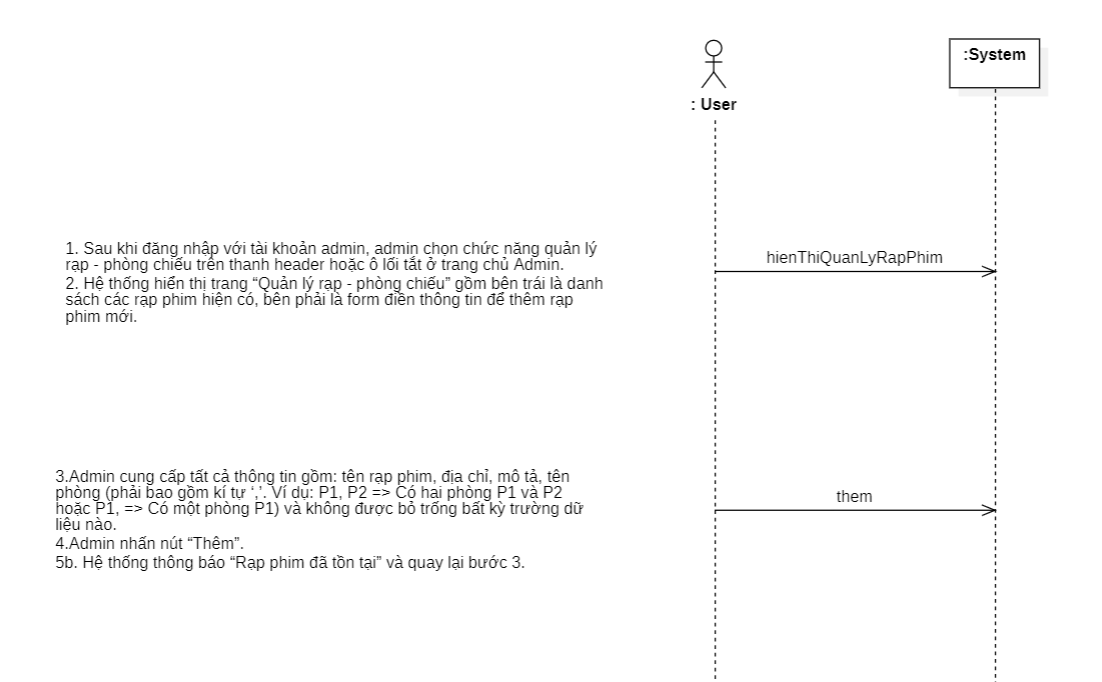 :System
: User
1. Sau khi đăng nhập với tài khoản admin, admin chọn chức năng quản lý
rạp - phòng chiếu trên thanh header hoặc ô lối tắt ở trang chủ Admin.
2. Hệ thống hiển thị trang “Quản lý rạp - phòng chiếu” gồm bên trái là danh
sách các rạp phim hiện có, bên phải là form điền thông tin để thêm rạp
phim mới.
hienThiQuanLyRapPhim
3.Admin cung cấp tất cả thông tin gồm: tên rạp phim, địa chỉ, mô tả, tên
phòng (phải bao gồm kí tự ‘,’. Ví dụ: P1, P2 => Có hai phòng P1 và P2
hoặc P1, => Có một phòng P1) và không được bỏ trống bất kỳ trường dữ
liệu nào.
4.Admin nhấn nút “Thêm”.
5b. Hệ thống thông báo “Rạp phim đã tồn tại” và quay lại bước 3.
them